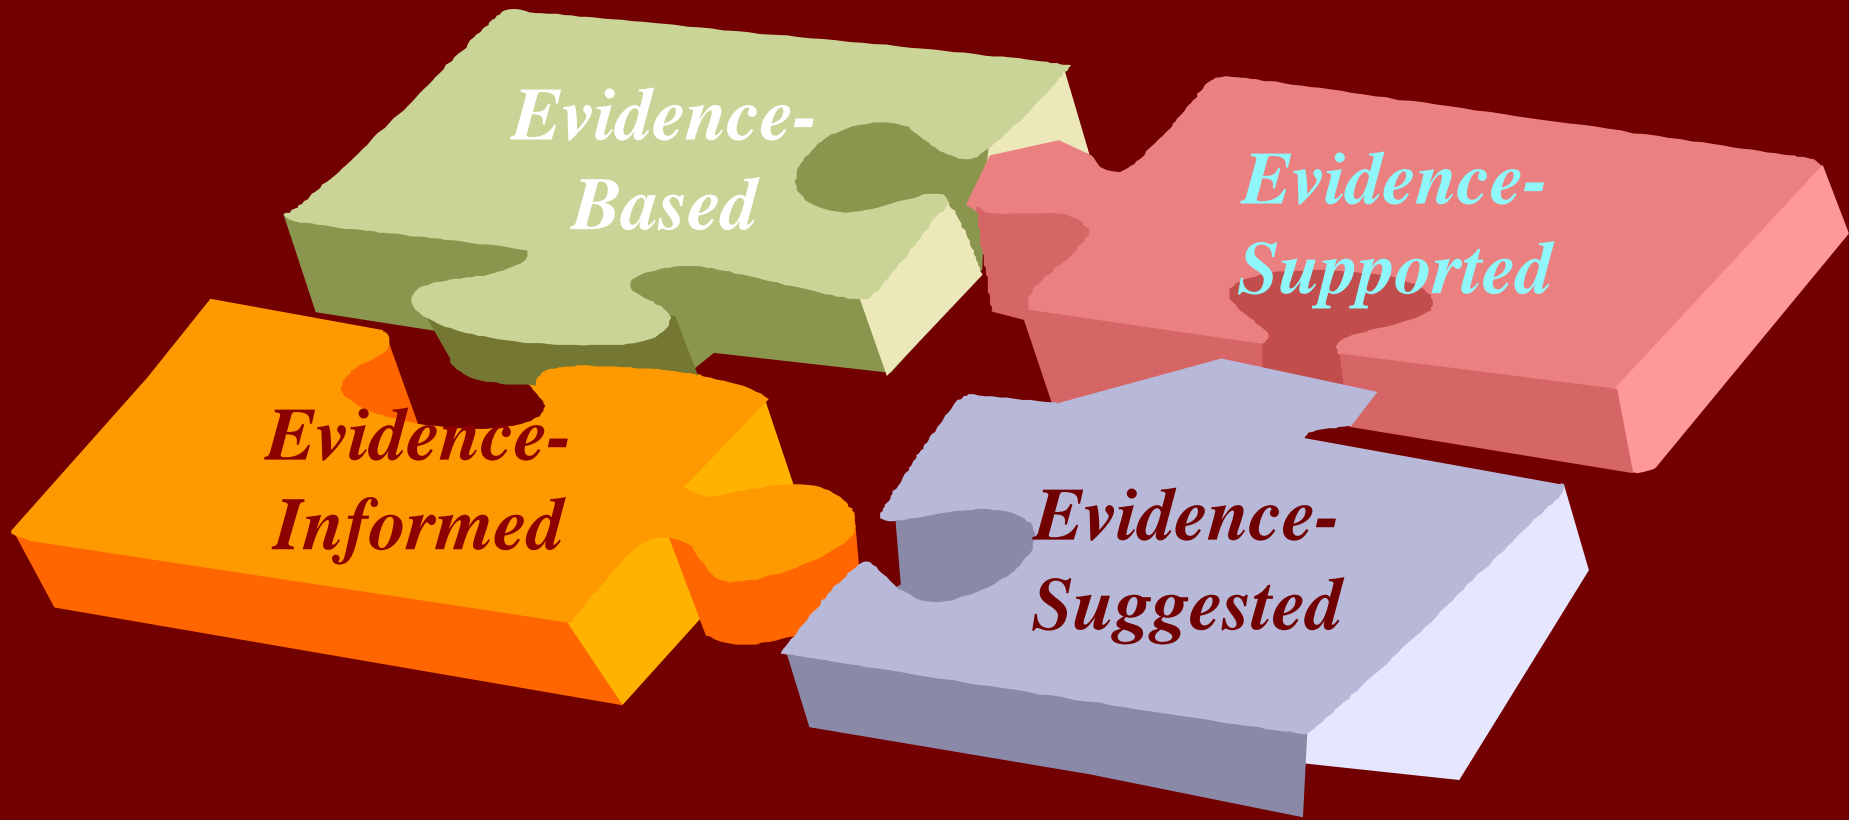 Evidence-
Based
Evidence-
Supported
Evidence-
Informed
Evidence-
Suggested